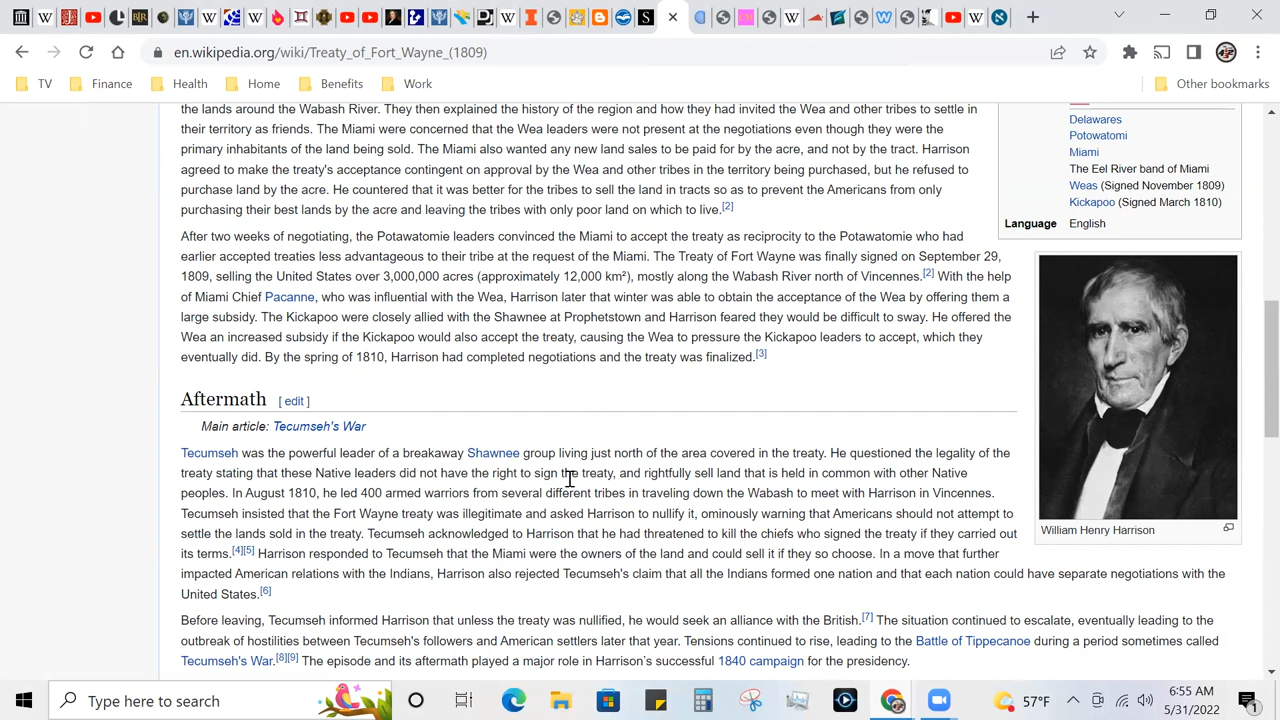 en.wikipedia.org/wiki/Treaty_of_Fort_Wayne_(1809)
TV Finance Health Home Benefits Work Other bookmarks
the lands around the Wabash River. They then explained the history of the region and how they had invited the Wea and other tribes to settle in
their territory as friends. The Miami were concerned that the Wea leaders were not present at the negotiations even though they were the
primary inhabitants of the land being sold. The Miami also wanted any new land sales to be paid for by the acre, and not by the tract. Harrison
agreed to make the treaty's acceptance contingent on approval by the Wea and other tribes in the territory being purchased, but he refused to
purchase land by the acre. He countered that it was better for the tribes to sell the land in tracts so as to prevent the Americans from only
purchasing their best lands by the acre and leaving the tribes with only poor land on which to live.[2]
After two weeks of negotiating, the Potawatomie leaders convinced the Miami to accept the treaty as reciprocity to the Potawatomie who had
earlier accepted treaties less advantageous to their tribe at the request of the Miami. The Treaty of Fort Wayne was finally signed on September 29,
1809, selling the United States over 3,000,000 acres (approximately 12,000 km²), mostly along the Wabash River north of Vincennes.[2] With the help
of Miami Chief Pacanne, who was influential with the Wea, Harrison later that winter was able to obtain the acceptance of the Wea by offering them a
large subsidy. The Kickapoo were closely allied with the Shawnee at Prophetstown and Harrison feared they would be difficult to sway. He offered the
Wea an increased subsidy if the Kickapoo would also accept the treaty, causing the Wea to pressure the Kickapoo leaders to accept, which they
eventually did. By the spring of 1810, Harrison had completed negotiations and the treaty was finalized.[3]
Aftermath [ edit ]
Main article: Tecumseh's War
Tecumseh was the powerful leader of a breakaway Shawnee group living just north of the area covered in the treaty. He questioned the legality of the
treaty stating that these Native leaders did not have the right to sign the treaty, and rightfully sell land that is held in common with other Native
peoples. In August 1810, he led 400 armed warriors from several different tribes in traveling down the Wabash to meet with Harrison in Vincennes.
Tecumseh insisted that the Fort Wayne treaty was illegitimate and asked Harrison to nullify it, ominously warning that Americans should not attempt to
settle the lands sold in the treaty. Tecumseh acknowledged to Harrison that he had threatened to kill the chiefs who signed the treaty if they carried out
its terms.[4][5] Harrison responded to Tecumseh that the Miami were the owners of the land and could sell it if they so choose. In a move that further
impacted American relations with the Indians, Harrison also rejected Tecumseh's claim that all the Indians formed one nation and that each nation could have separate negotiations with the
United States.[6]
Before leaving, Tecumseh informed Harrison that unless the treaty was nullified, he would seek an alliance with the British.[7] The situation continued to escalate, eventually leading to the
outbreak of hostilities between Tecumseh's followers and American settlers later that year. Tensions continued to rise, leading to the Battle of Tippecanoe during a period sometimes called
Tecumseh's War.[8][9] The episode and its aftermath played a major role in Harrison's successful 1840 campaign for the presidency.
Delawares
Potowatomi
Miami
The Eel River band of Miami
Weas (Signed November 1809)
Kickapoo (Signed March 1810)
Language English
William Henry Harrison
Type here to search
57°F
6:55 AM
5/31/2022
1